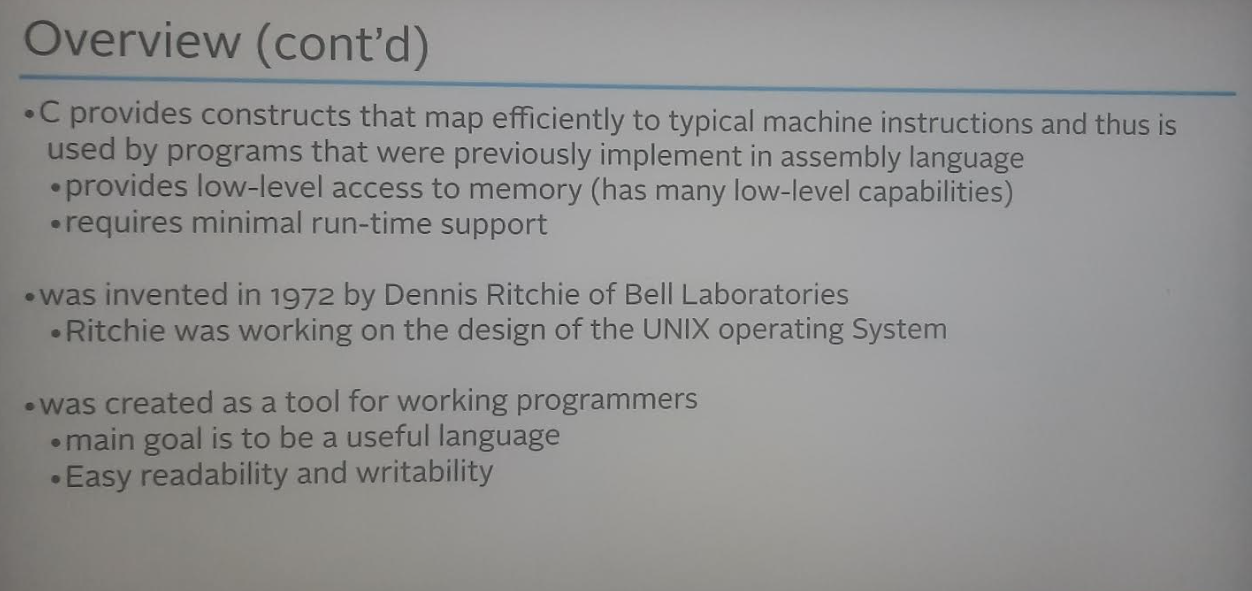 Overview (cont'd)
•C provides constructs that map efficiently to typical machine instructions and thus is
used by programs that were previously implement in assembly language
•provides low-level access to memory (has many low-level capabilities)
•requires minimal run-time support
•was invented in 1972 by Dennis Ritchie of Bell Laboratories
•Ritchie was working on the design of the UNIX operating System
•was created as a tool for working programmers
•main goal is to be a useful language
•Easy readability and writability